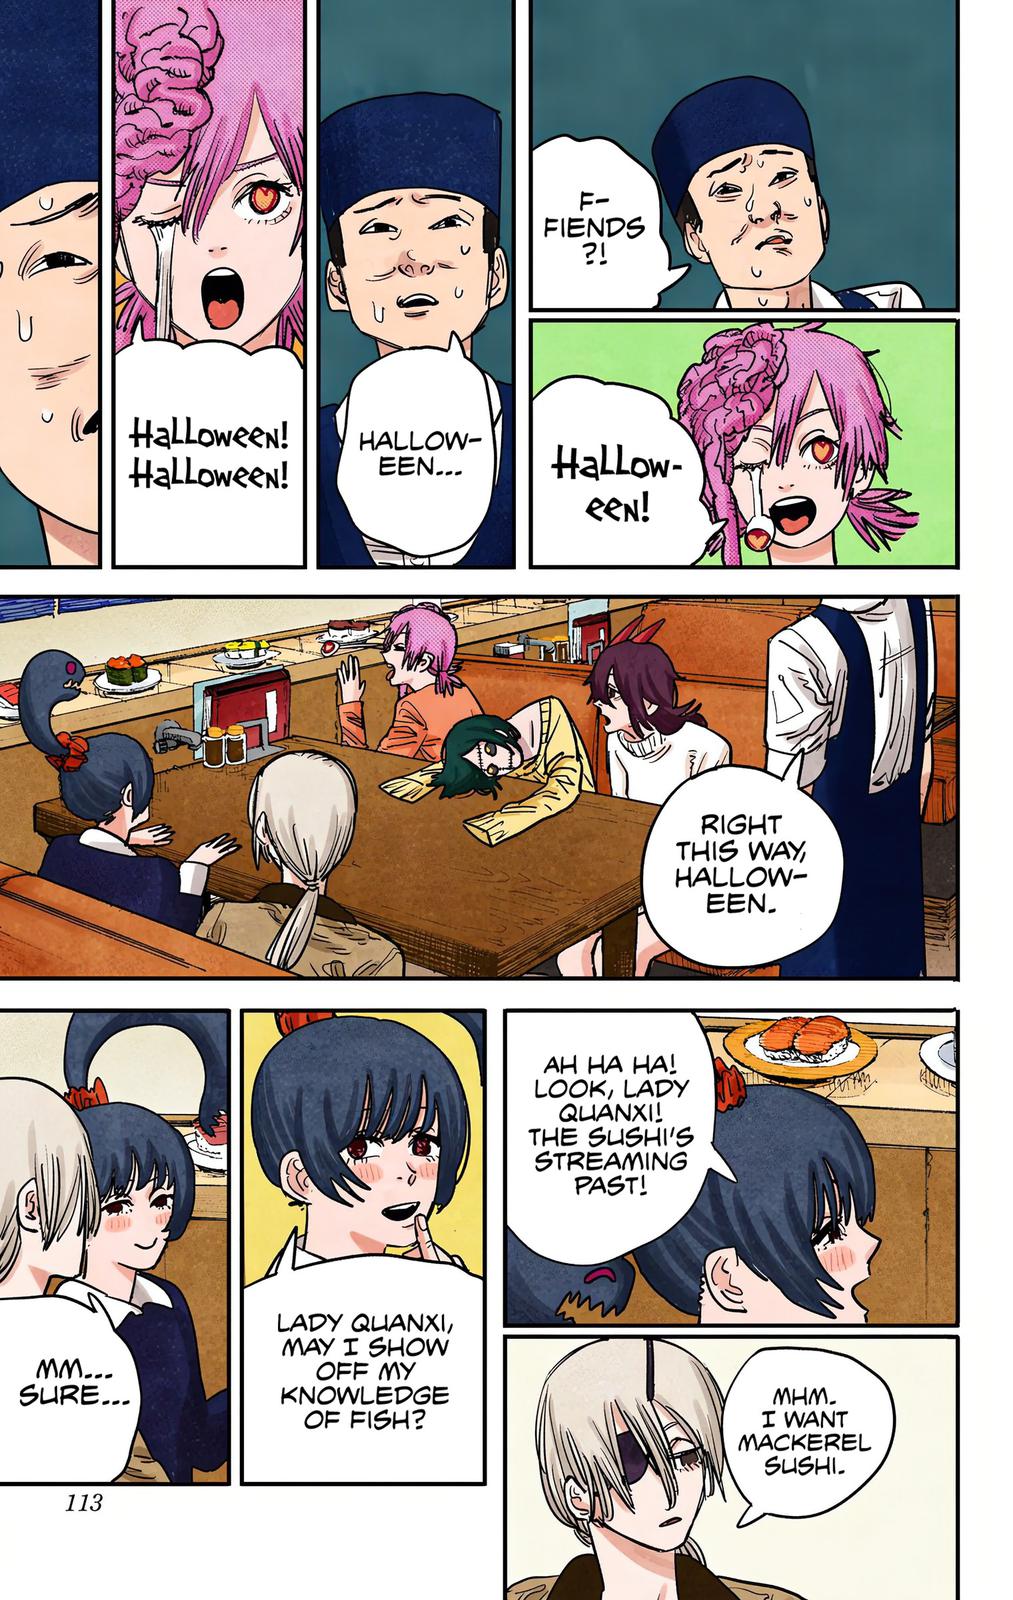 F-
FIENDS
?!
HALLOW-
EEN!
HALLOW-
EEN...
HALLOWEEN!
HALLOWEEN!
RIGHT
THIS WAY,
HALLOW-
EEN.
AH HA HA!
LOOK, LADY
QUANXI!
THE SUSHI'S
STREAMING
PAST!
MHM.
I WANT
MACKEREL
SUSHI.
LADY QUANXI,
MAY I SHOW
OFF MY
KNOWLEDGE
OF FISH?
MM...
SURE...
113